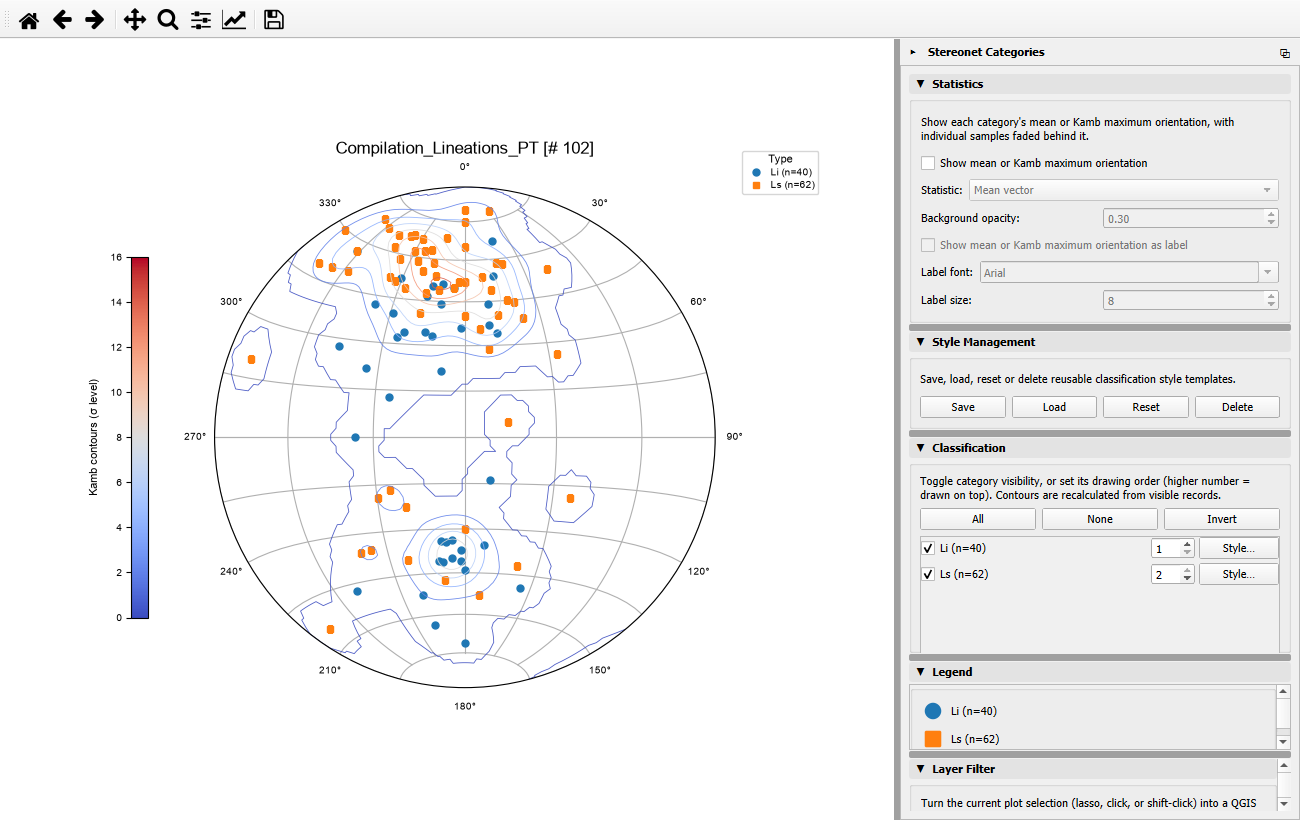 Compilation_Lineations_PT [# 102]
Type
Li (n=40)
Ls (n=62)
0°
30°
60°
90°
120°
150°
180°
210°
240°
270°
300°
330°
Kamb contours (σ level)
16
14
12
10
8
6
4
2
0
Stereonet Categories
Statistics
Show each category's mean or Kamb maximum orientation, with
individual samples faded behind it.
Show mean or Kamb maximum orientation
Statistic: Mean vector
Background opacity: 0.30
Show mean or Kamb maximum orientation as label
Label font: Arial
Label size: 8
Style Management
Save, load, reset or delete reusable classification style templates.
Save Load Reset Delete
Classification
Toggle category visibility, or set its drawing order (higher number =
drawn on top). Contours are recalculated from visible records.
All None Invert
Li (n=40) 1 Style...
Ls (n=62) 2 Style...
Legend
Li (n=40)
Ls (n=62)
Layer Filter
Turn the current plot selection (lasso, click, or shift-click) into a QGIS